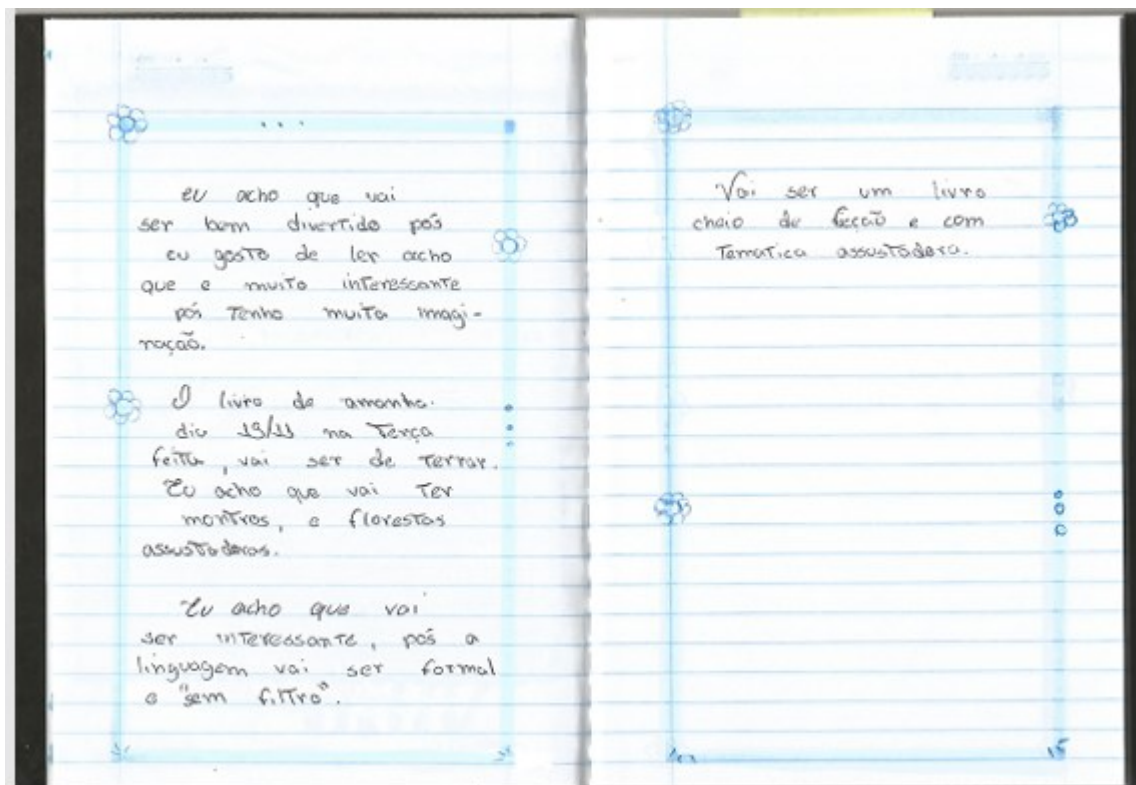 eu acho que vai
ser bem divertido pós
eu gosto de ler acho
que e muito interessante
pós Tenho muita imagi-
nação.
O livro de amanha.
dia 19/11 na Terça
feita, vai ser de Terror.
Eu acho que vai Ter
montros, e florestas
assustadoras.
Eu acho que vai
ser interessante, pós a
linguagem vai ser formal
e "sem filtro".
Vai ser um livro
cheio de fecção e com
Tematica assustadora.